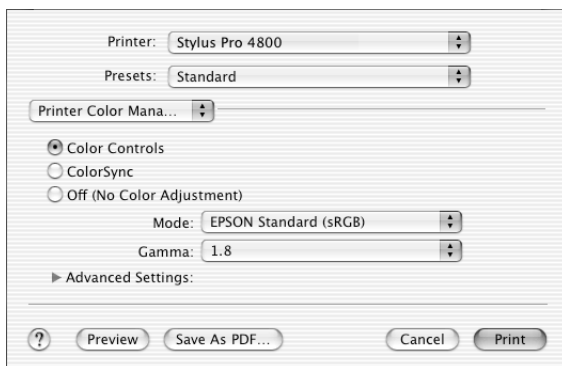 Printer: Stylus Pro 4800
Presets: Standard
Printer Color Mana...
Color Controls
ColorSync
Off (No Color Adjustment)
Mode: EPSON Standard (sRGB)
Gamma: 1.8
Advanced Settings:
? Preview Save As PDF... Cancel Print